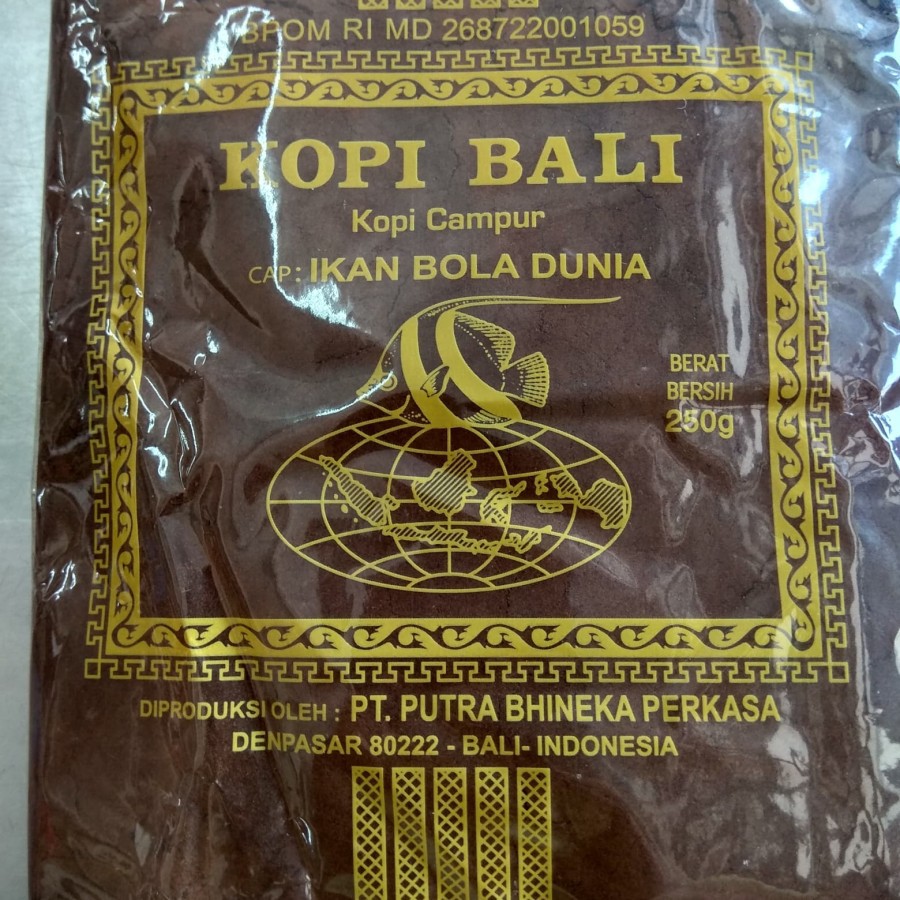 BPOM RI MD 268722001059
KOPI BALI
Kopi Campur
CAP : IKAN BOLA DUNIA
BERAT
BERSIH
250g
DIPRODUKSI OLEH : PT. PUTRA BHINEKA PERKASA
DENPASAR 80222 - BALI- INDONESIA